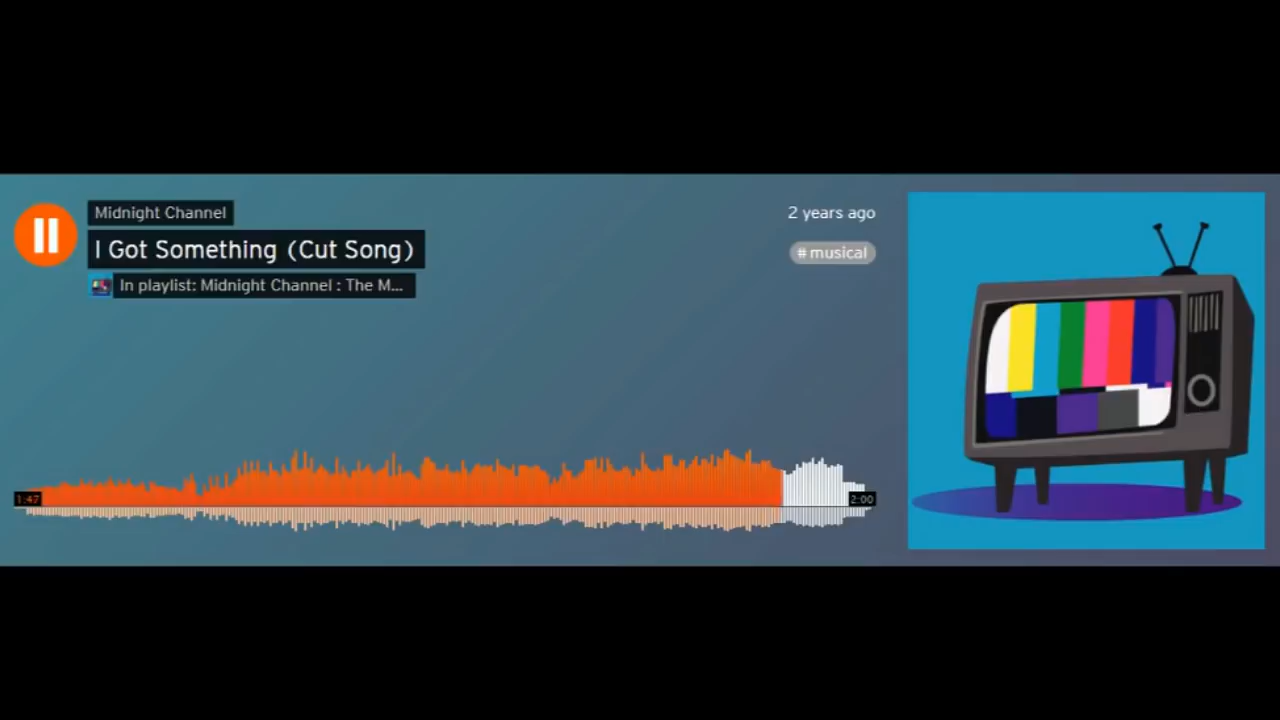 Midnight Channel
2 years ago
I Got Something (Cut Song)
# musical
In playlist: Midnight Channel : The M...
1:47
2:00